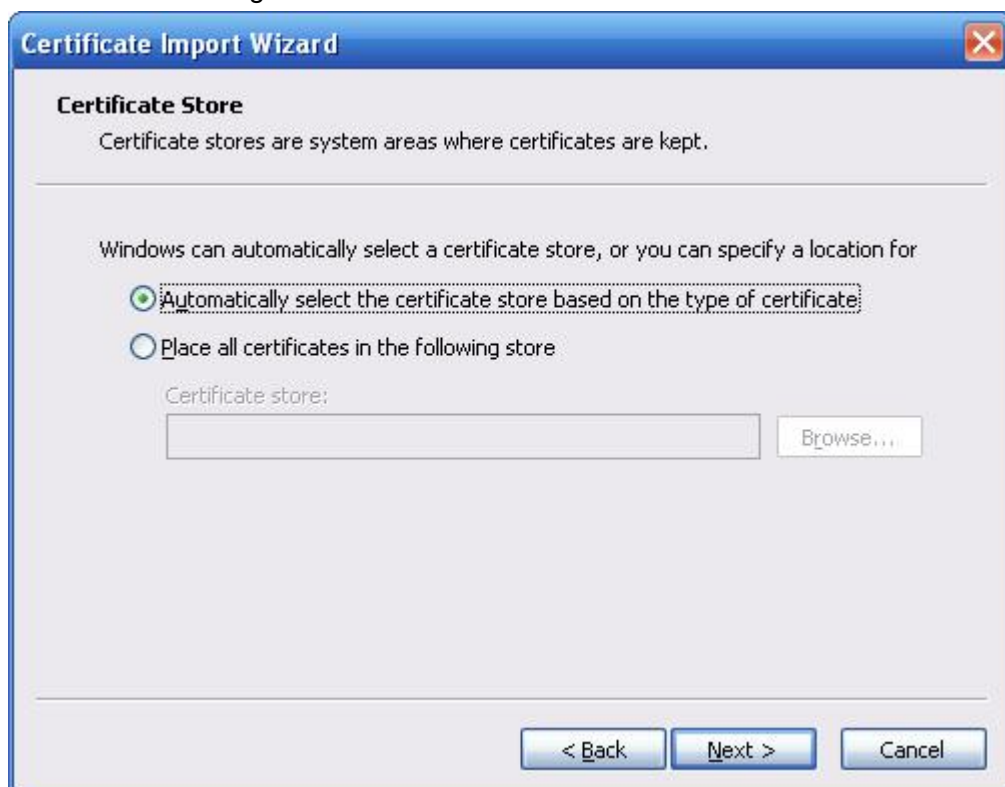 Certificate Import Wizard
Certificate Store
Certificate stores are system areas where certificates are kept.
Windows can automatically select a certificate store, or you can specify a location for
Automatically select the certificate store based on the type of certificate
Place all certificates in the following store
Certificate store:
Browse...
< Back
Next >
Cancel